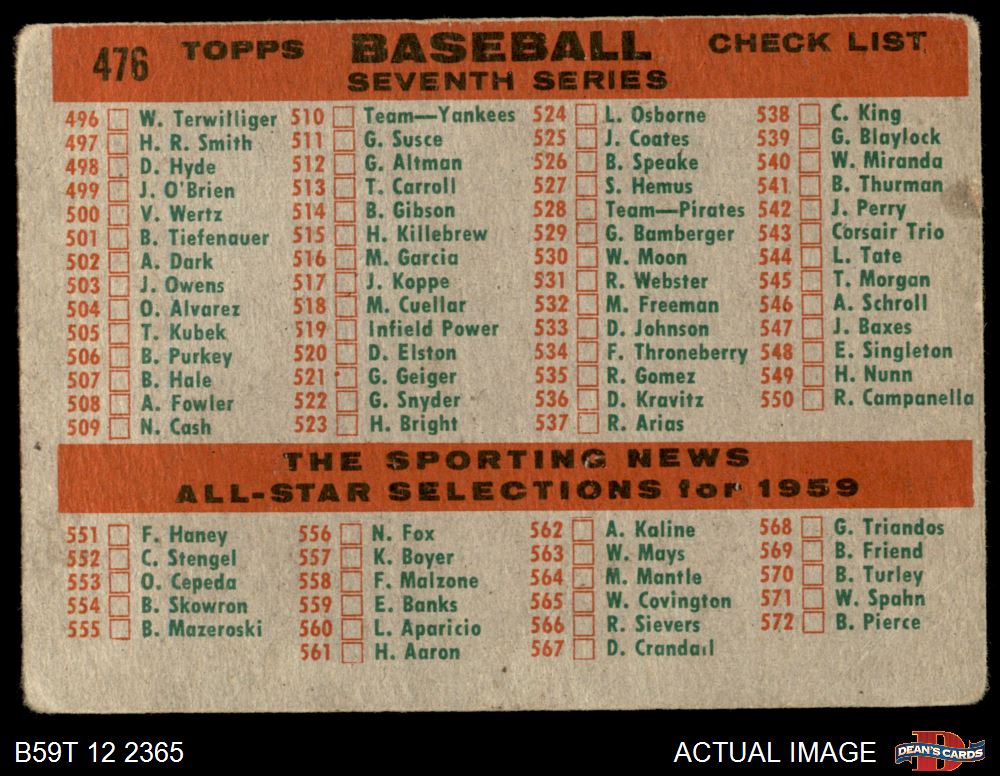 476 TOPPS BASEBALL CHECK LIST
SEVENTH SERIES
496 W. Terwilliger
497 H. R. Smith
498 D. Hyde
499 J. O'Brien
500 V. Wertz
501 B. Tiefenauer
502 A. Dark
503 J. Owens
504 O. Alvarez
505 T. Kubek
506 B. Purkey
507 B. Hale
508 A. Fowler
509 N. Cash
510 Team—Yankees
511 G. Susce
512 G. Altman
513 T. Carroll
514 B. Gibson
515 H. Killebrew
516 M. Garcia
517 J. Koppe
518 M. Cuellar
519 Infield Power
520 D. Elston
521 G. Geiger
522 G. Snyder
523 H. Bright
524 L. Osborne
525 J. Coates
526 B. Speake
527 S. Hemus
528 Team—Pirates
529 G. Bamberger
530 W. Moon
531 R. Webster
532 M. Freeman
533 D. Johnson
534 F. Throneberry
535 R. Gomez
536 D. Kravitz
537 R. Arias
538 C. King
539 G. Blaylock
540 W. Miranda
541 B. Thurman
542 J. Perry
543 Corsair Trio
544 L. Tate
545 T. Morgan
546 A. Schroll
547 J. Baxes
548 E. Singleton
549 H. Nunn
550 R. Campanella
THE SPORTING NEWS
ALL-STAR SELECTIONS for 1959
551 F. Haney
552 C. Stengel
553 O. Cepeda
554 B. Skowron
555 B. Mazeroski
556 N. Fox
557 K. Boyer
558 F. Malzone
559 E. Banks
560 L. Aparicio
561 H. Aaron
562 A. Kaline
563 W. Mays
564 M. Mantle
565 W. Covington
566 R. Sievers
567 D. Crandall
568 G. Triandos
569 B. Friend
570 B. Turley
571 W. Spahn
572 B. Pierce
B59T 12 2365
ACTUAL IMAGE
DEAN'S CARDS